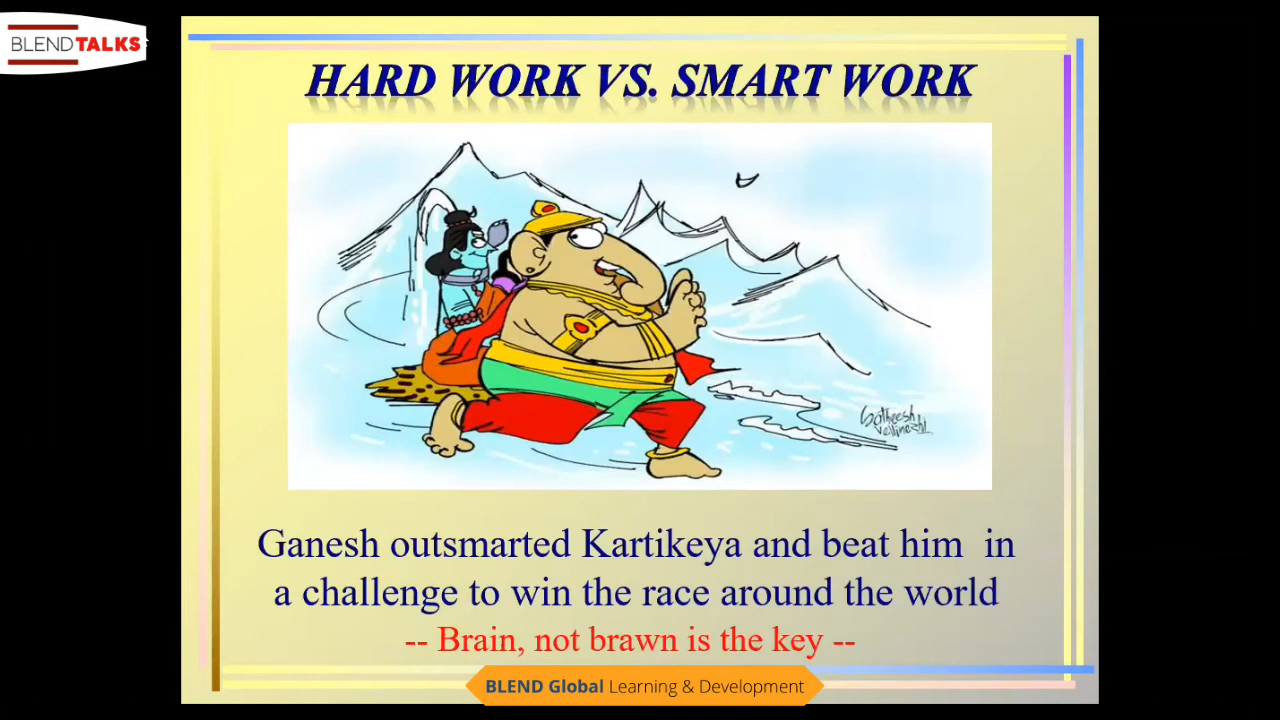 BLENDTALKS
HARD WORK VS. SMART WORK
Ganesh outsmarted Kartikeya and beat him in
a challenge to win the race around the world
-- Brain, not brawn is the key --
BLEND Global Learning & Development